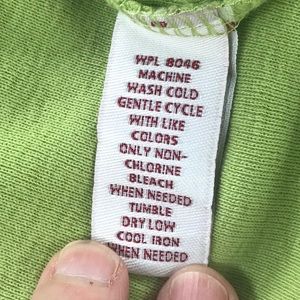 WPL 8046
MACHINE
WASH COLD
GENTLE CYCLE
WITH LIKE
COLORS
ONLY NON-
CHLORINE
BLEACH
WHEN NEEDED
TUMBLE
DRY LOW
COOL IRON
WHEN NEEDED